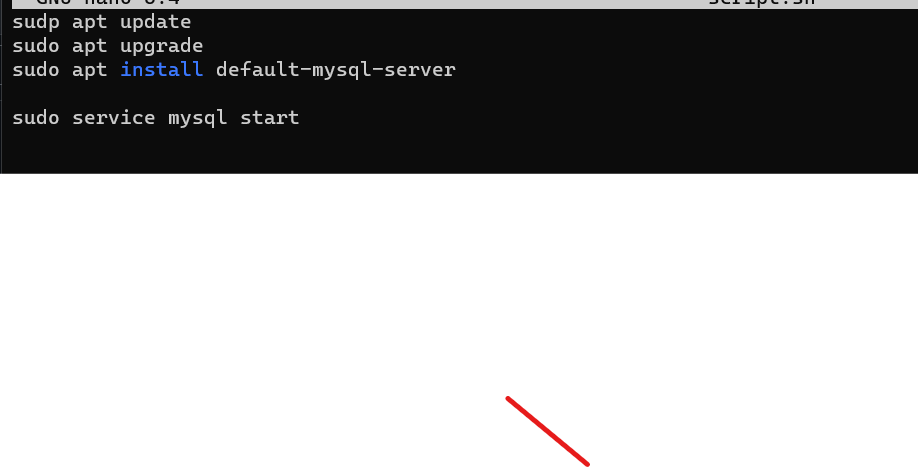 GNU nano 6.4 script.sh
sudp apt update
sudo apt upgrade
sudo apt install default-mysql-server
sudo service mysql start